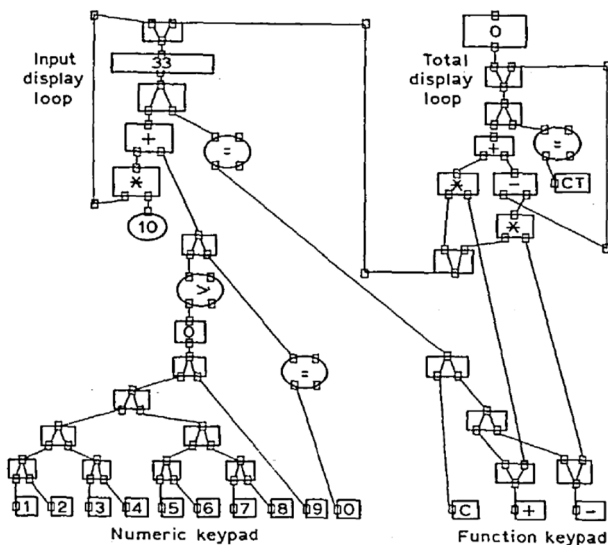 0
Input display loop
33
Total display loop
+
=
+
=
*
*
-
CT
10
*
>
0
=
1 2 3 4 5 6 7 8 9 0
C + -
Numeric keypad
Function keypad